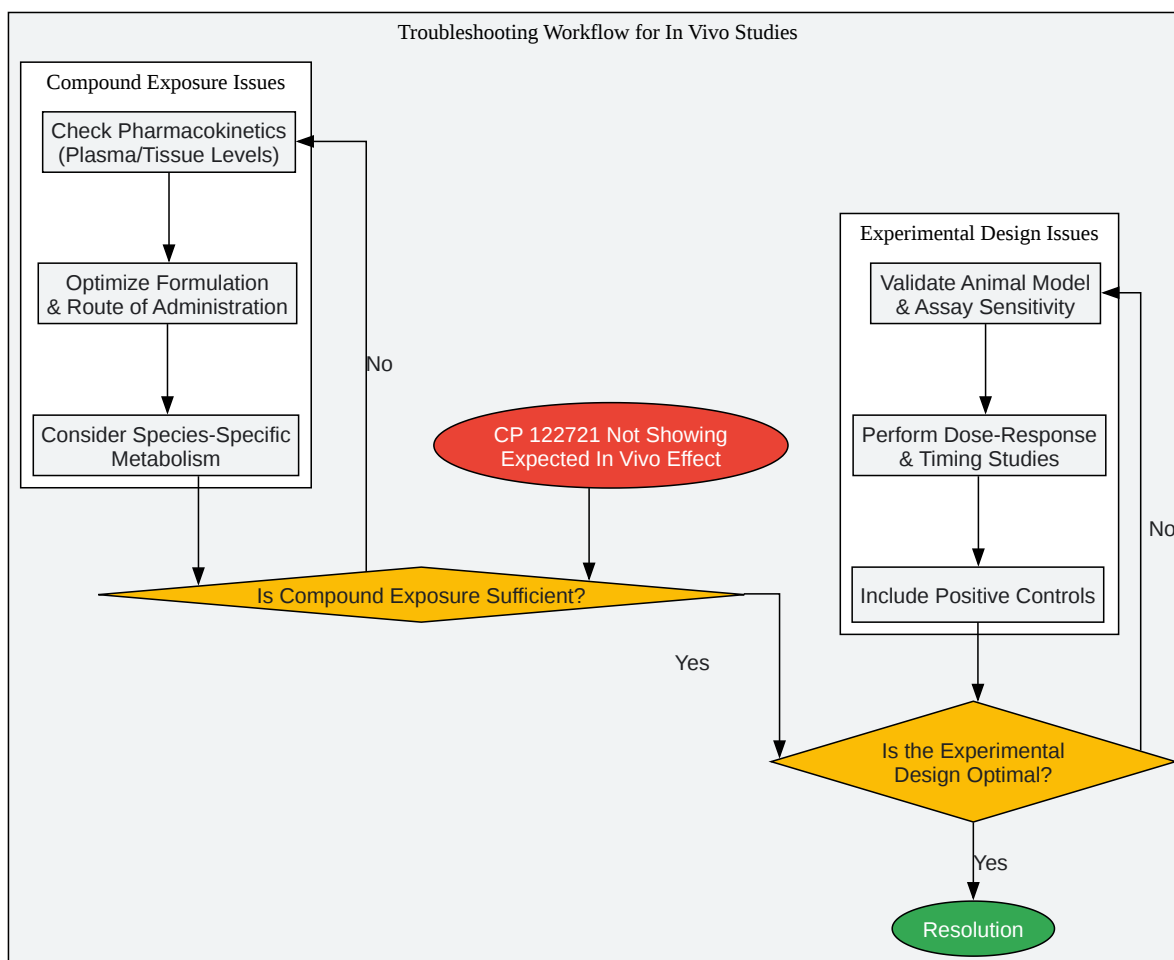 Troubleshooting Workflow for In Vivo Studies
Compound Exposure Issues
Check Pharmacokinetics
(Plasma/Tissue Levels)
Optimize Formulation
& Route of Administration
Consider Species-Specific
Metabolism
No
CP 122721 Not Showing
Expected In Vivo Effect
Is Compound Exposure Sufficient?
Yes
Experimental Design Issues
Validate Animal Model
& Assay Sensitivity
Perform Dose-Response
& Timing Studies
Include Positive Controls
No
Is the Experimental
Design Optimal?
Yes
Resolution